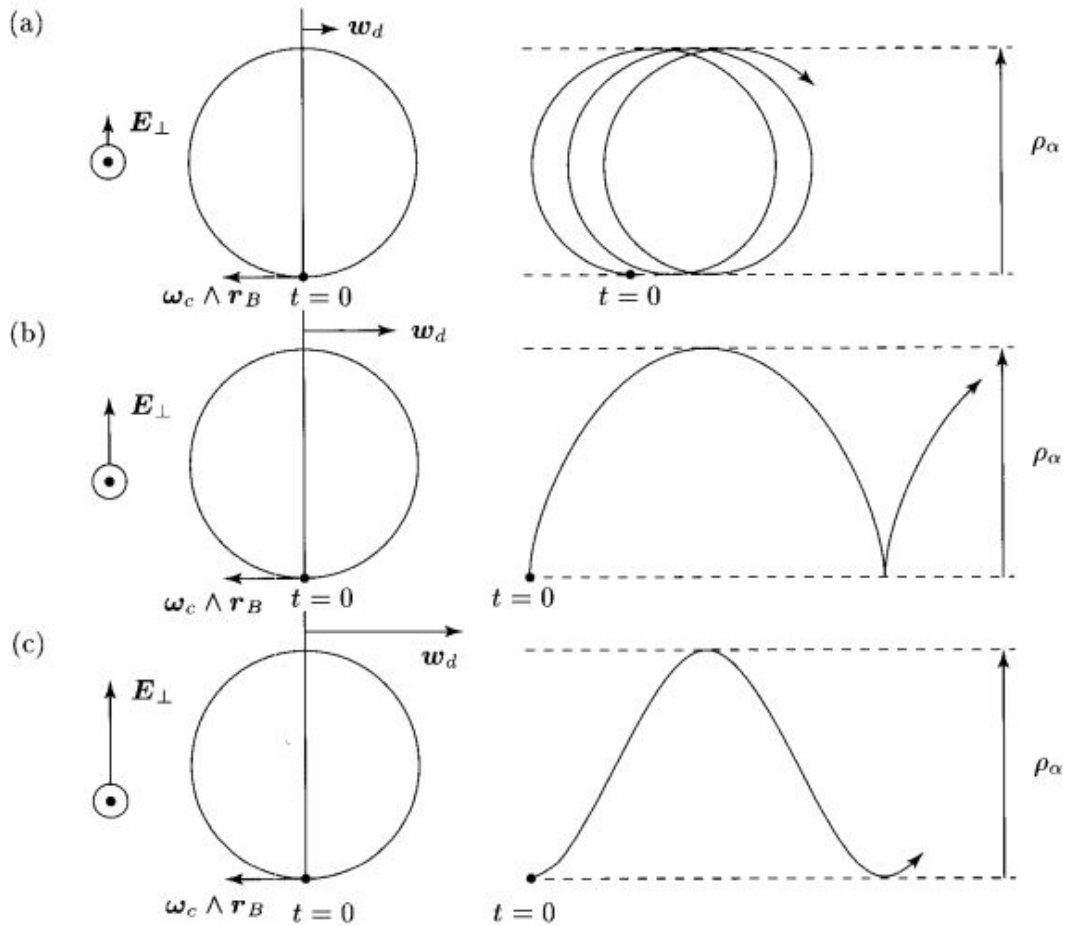 (a)
w_d
E_⊥
ρ_α
ω_c ∧ r_B t = 0
t = 0
(b)
w_d
E_⊥
ρ_α
ω_c ∧ r_B t = 0
t = 0
(c)
w_d
E_⊥
ρ_α
ω_c ∧ r_B t = 0
t = 0